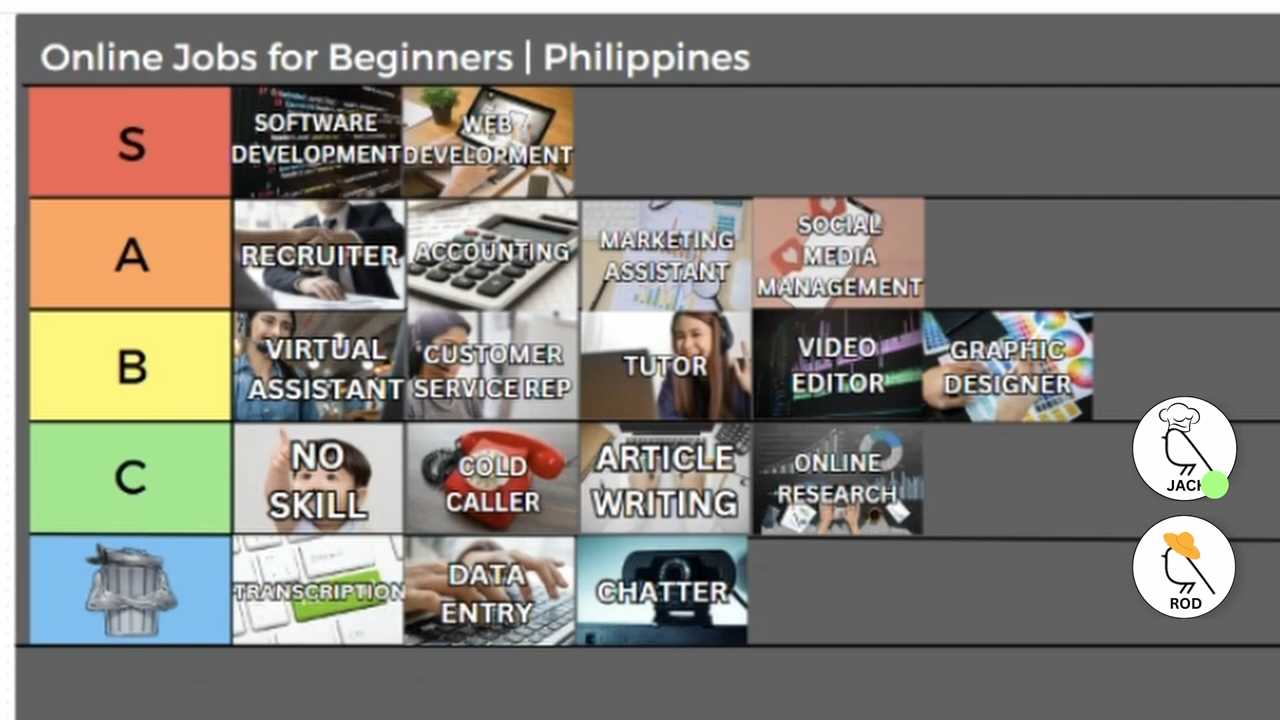 Online Jobs for Beginners | Philippines
S
SOFTWARE
DEVELOPMENT
WEB
DEVELOPMENT
A
RECRUITER
ACCOUNTING
MARKETING
ASSISTANT
SOCIAL
MEDIA
MANAGEMENT
B
VIRTUAL
ASSISTANT
CUSTOMER
SERVICE REP
TUTOR
VIDEO
EDITOR
GRAPHIC
DESIGNER
C
NO
SKILL
COLD
CALLER
ARTICLE
WRITING
ONLINE
RESEARCH
TRANSCRIPTION
DATA
ENTRY
CHATTER
JACK
ROD